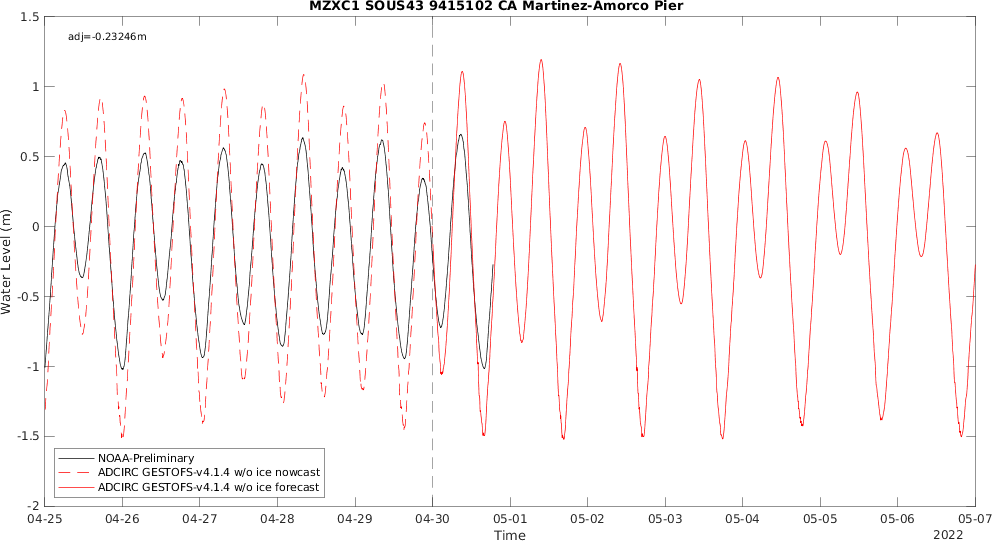 MZXC1 SOUS43 9415102 CA Martinez-Amorco Pier
adj=-0.23246m
1.5
1
0.5
0
-0.5
-1
-1.5
-2
Water Level (m)
NOAA-Preliminary
ADCIRC GESTOFS-v4.1.4 w/o ice nowcast
ADCIRC GESTOFS-v4.1.4 w/o ice forecast
04-25 04-26 04-27 04-28 04-29 04-30 05-01 05-02 05-03 05-04 05-05 05-06 05-07
Time
2022